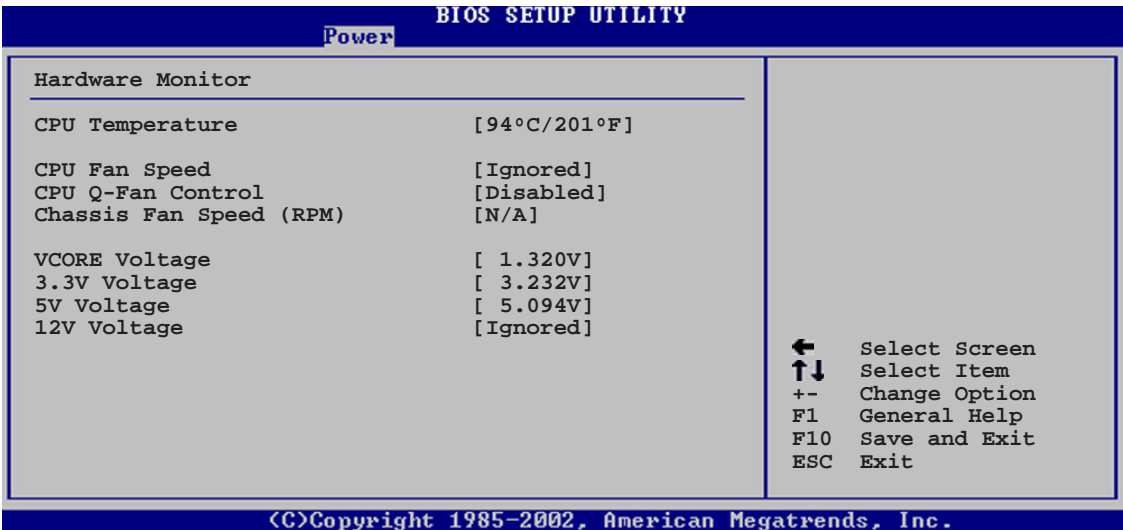 BIOS SETUP UTILITY
Power
Hardware Monitor
CPU Temperature [94ºC/201ºF]
CPU Fan Speed [Ignored]
CPU Q-Fan Control [Disabled]
Chassis Fan Speed (RPM) [N/A]
VCORE Voltage [ 1.320V]
3.3V Voltage [ 3.232V]
5V Voltage [ 5.094V]
12V Voltage [Ignored]
← Select Screen
↑↓ Select Item
+- Change Option
F1 General Help
F10 Save and Exit
ESC Exit
(C)Copyright 1985-2002, American Megatrends, Inc.